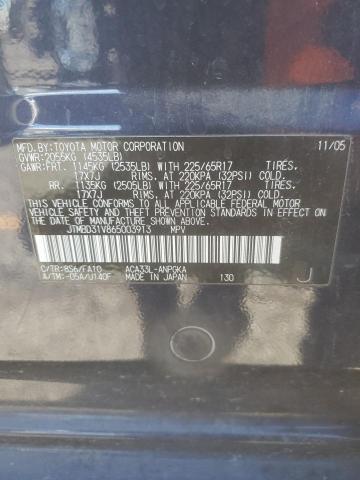 MFD.BY:TOYOTA MOTOR CORPORATION 11/05
GVWR:2055KG (4535LB)
GAWR:FRT. 1145KG (2535LB) WITH 225/65R17 TIRES,
17X7J RIMS, AT 220KPA (32PSI) COLD.
RR. 1135KG (2505LB) WITH 225/65R17 TIRES,
17X7J RIMS, AT 220KPA (32PSI) COLD.
THIS VEHICLE CONFORMS TO ALL APPLICABLE FEDERAL MOTOR
VEHICLE SAFETY STANDARDS IN EFFECT ON THE
DATE OF MANUFACTURE SHOWN ABOVE.
JTMBD31V865003913 MPV
C/TR:8S6/FA10 ACA33L-ANPGKA
A/TM:-05A/U140F MADE IN JAPAN 130 J